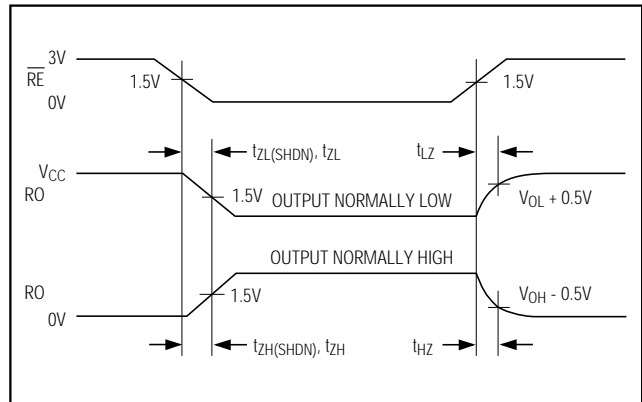 3V
RE
1.5V
1.5V
0V
tZL(SHDN), tZL
tLZ
VCC
RO
1.5V
OUTPUT NORMALLY LOW
VOL + 0.5V
OUTPUT NORMALLY HIGH
RO
1.5V
VOH - 0.5V
0V
tZH(SHDN), tZH
tHZ